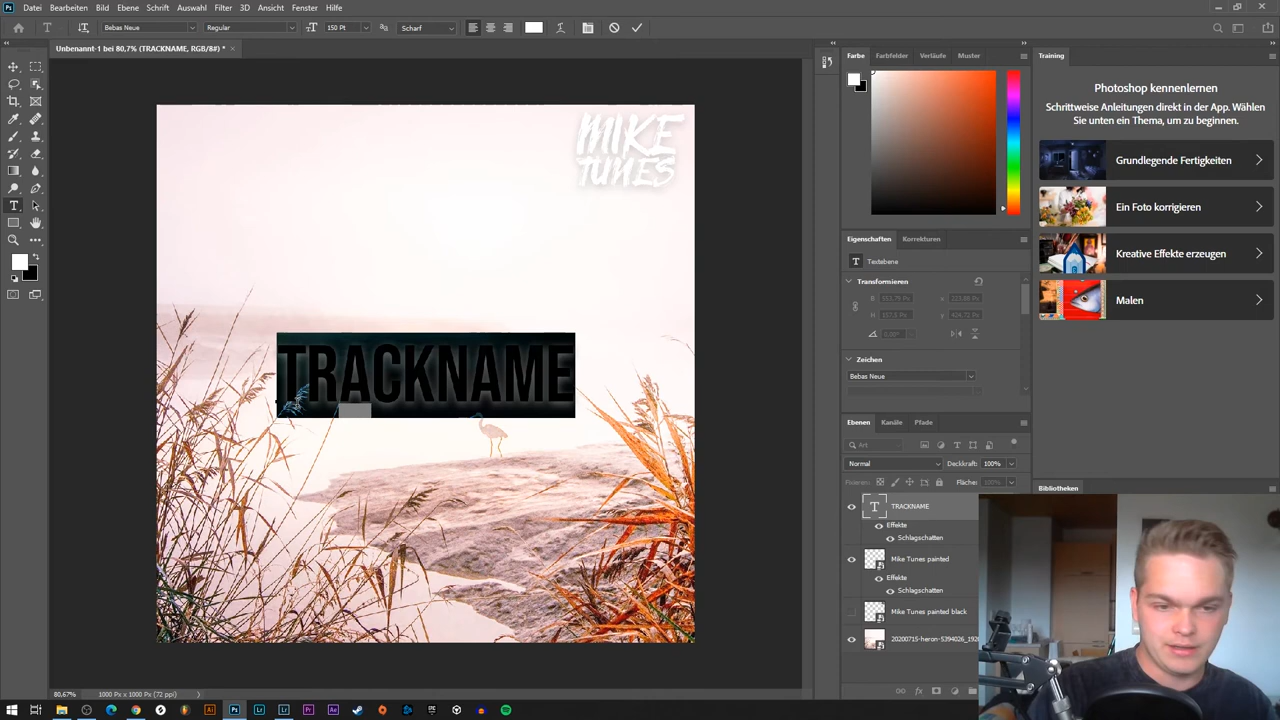 Datei Bearbeiten Bild Ebene Schrift Auswahl Filter 3D Ansicht Fenster Hilfe
Bebas Neue Regular 150 Pt Scharf
Unbenannt-1 bei 80,7% (TRACKNAME, RGB/8#) *
MIKE
TUNES
TRACKNAME
80,67% 1000 Px x 1000 Px (72 ppi)
Farbe Farbfelder Verläufe Muster
Eigenschaften Korrekturen
Textebene
Transformieren
B
H
0,00°
Zeichen
Bebas Neue
Ebenen Kanäle Pfade
Art
Normal Deckkraft: 100%
Fixieren: Fläche: 100%
TRACKNAME
Effekte
Schlagschatten
Mike Tunes painted
Effekte
Schlagschatten
Mike Tunes painted black
20200715-heron-5394026_192
Training
Photoshop kennenlernen
Schrittweise Anleitungen direkt in der App. Wählen
Sie unten ein Thema, um zu beginnen.
Grundlegende Fertigkeiten
Ein Foto korrigieren
Kreative Effekte erzeugen
Malen
Bibliotheken